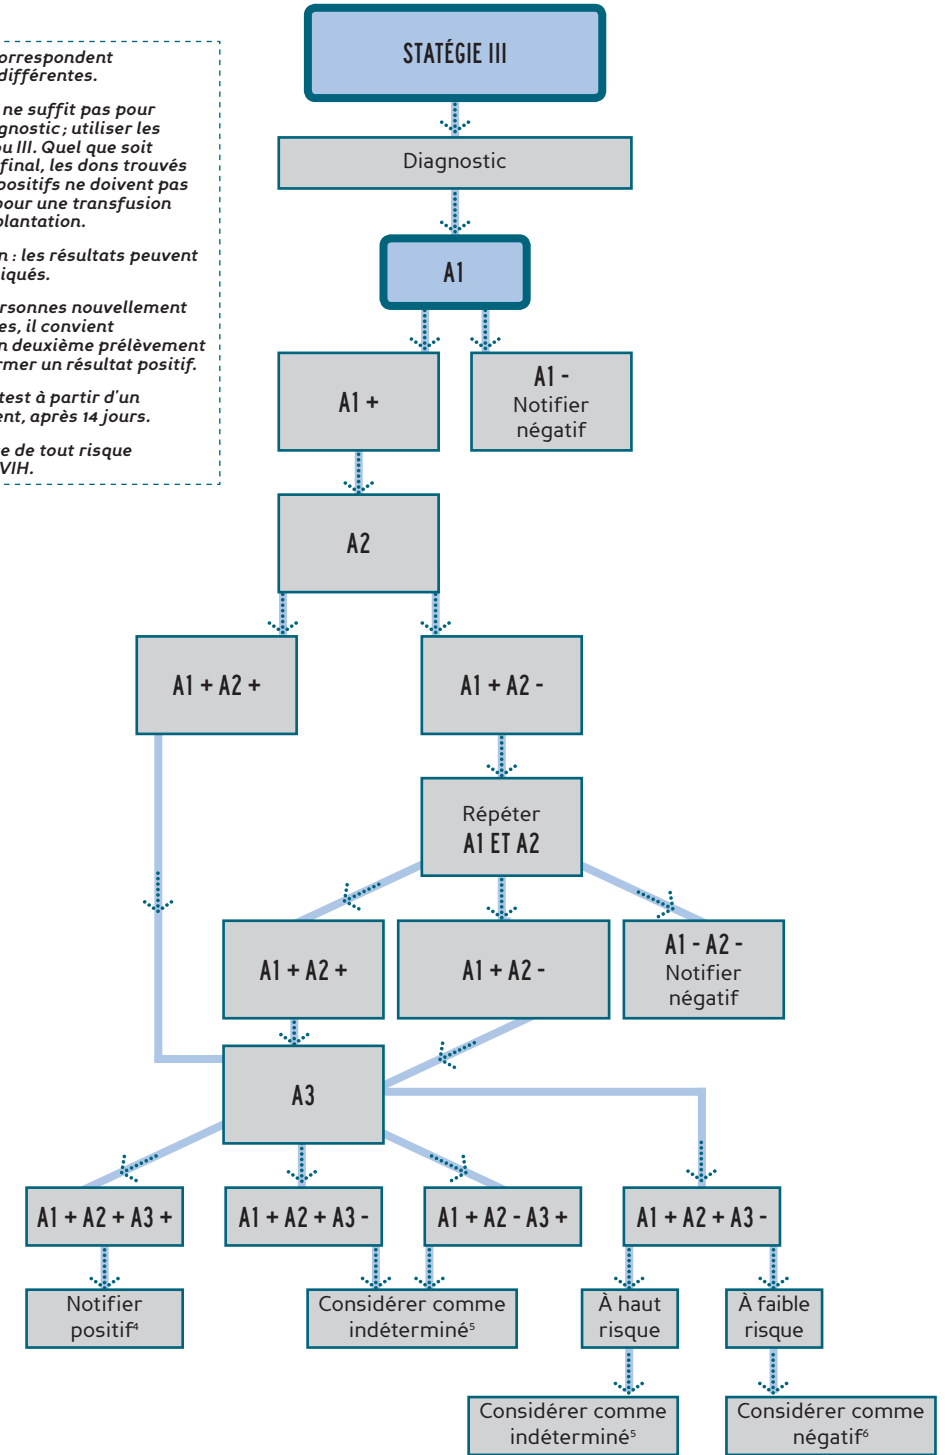 STATÉGIE III
Diagnostic
A1
A1 +
A1 -
Notifier
négatif
A2
A1 + A2 +
A1 + A2 -
Répéter
A1 ET A2
A1 + A2 +
A1 + A2 -
A1 - A2 -
Notifier
négatif
A3
A1 + A2 + A3 +
A1 + A2 + A3 -
A1 + A2 - A3 +
A1 + A2 + A3 -
Notifier
positif⁴
Considérer comme
indéterminé⁵
À haut
risque
À faible
risque
Considérer comme
indéterminé⁵
Considérer comme
négatif⁶
correspondent
différentes.
ne suffit pas pour
gnostic ; utiliser les
ou III. Quel que soit
final, les dons trouvés
positifs ne doivent pas
pour une transfusion
plantation.
n : les résultats peuvent
iqués.
rsonnes nouvellement
es, il convient
n deuxième prélèvement
rmer un résultat positif.
test à partir d'un
ent, après 14 jours.
e de tout risque
VIH.